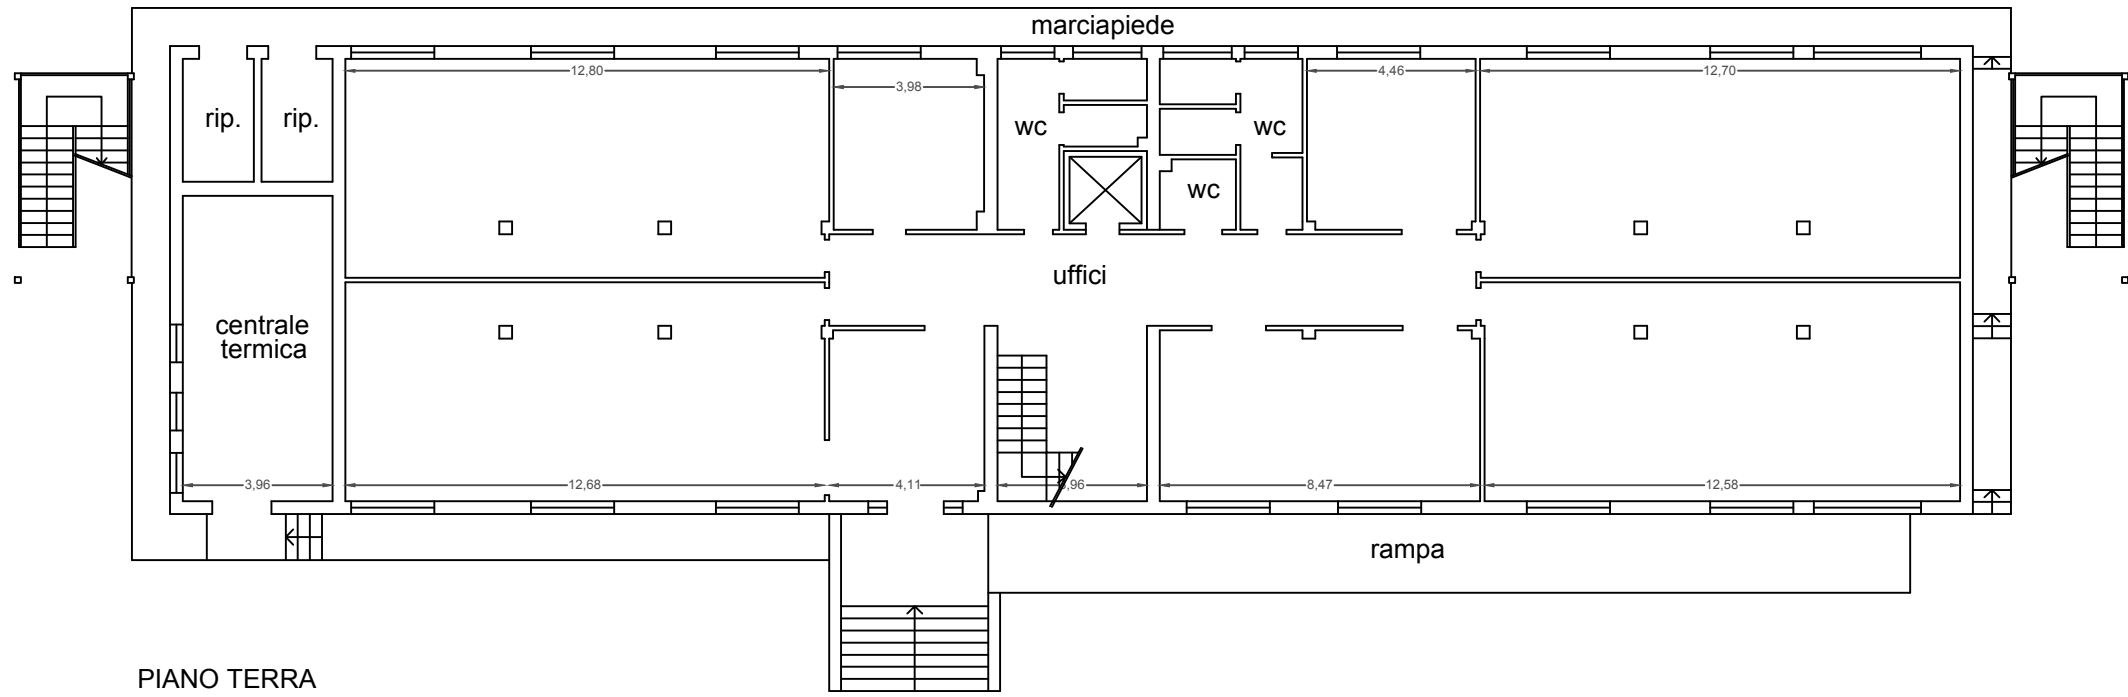 marciapiede
12,80
4,46
12,70
3,98
rip.
rip.
wc
wc
wc
uffici
centrale
termica
3,96
12,68
4,11
8,47
12,58
rampa
PIANO TERRA